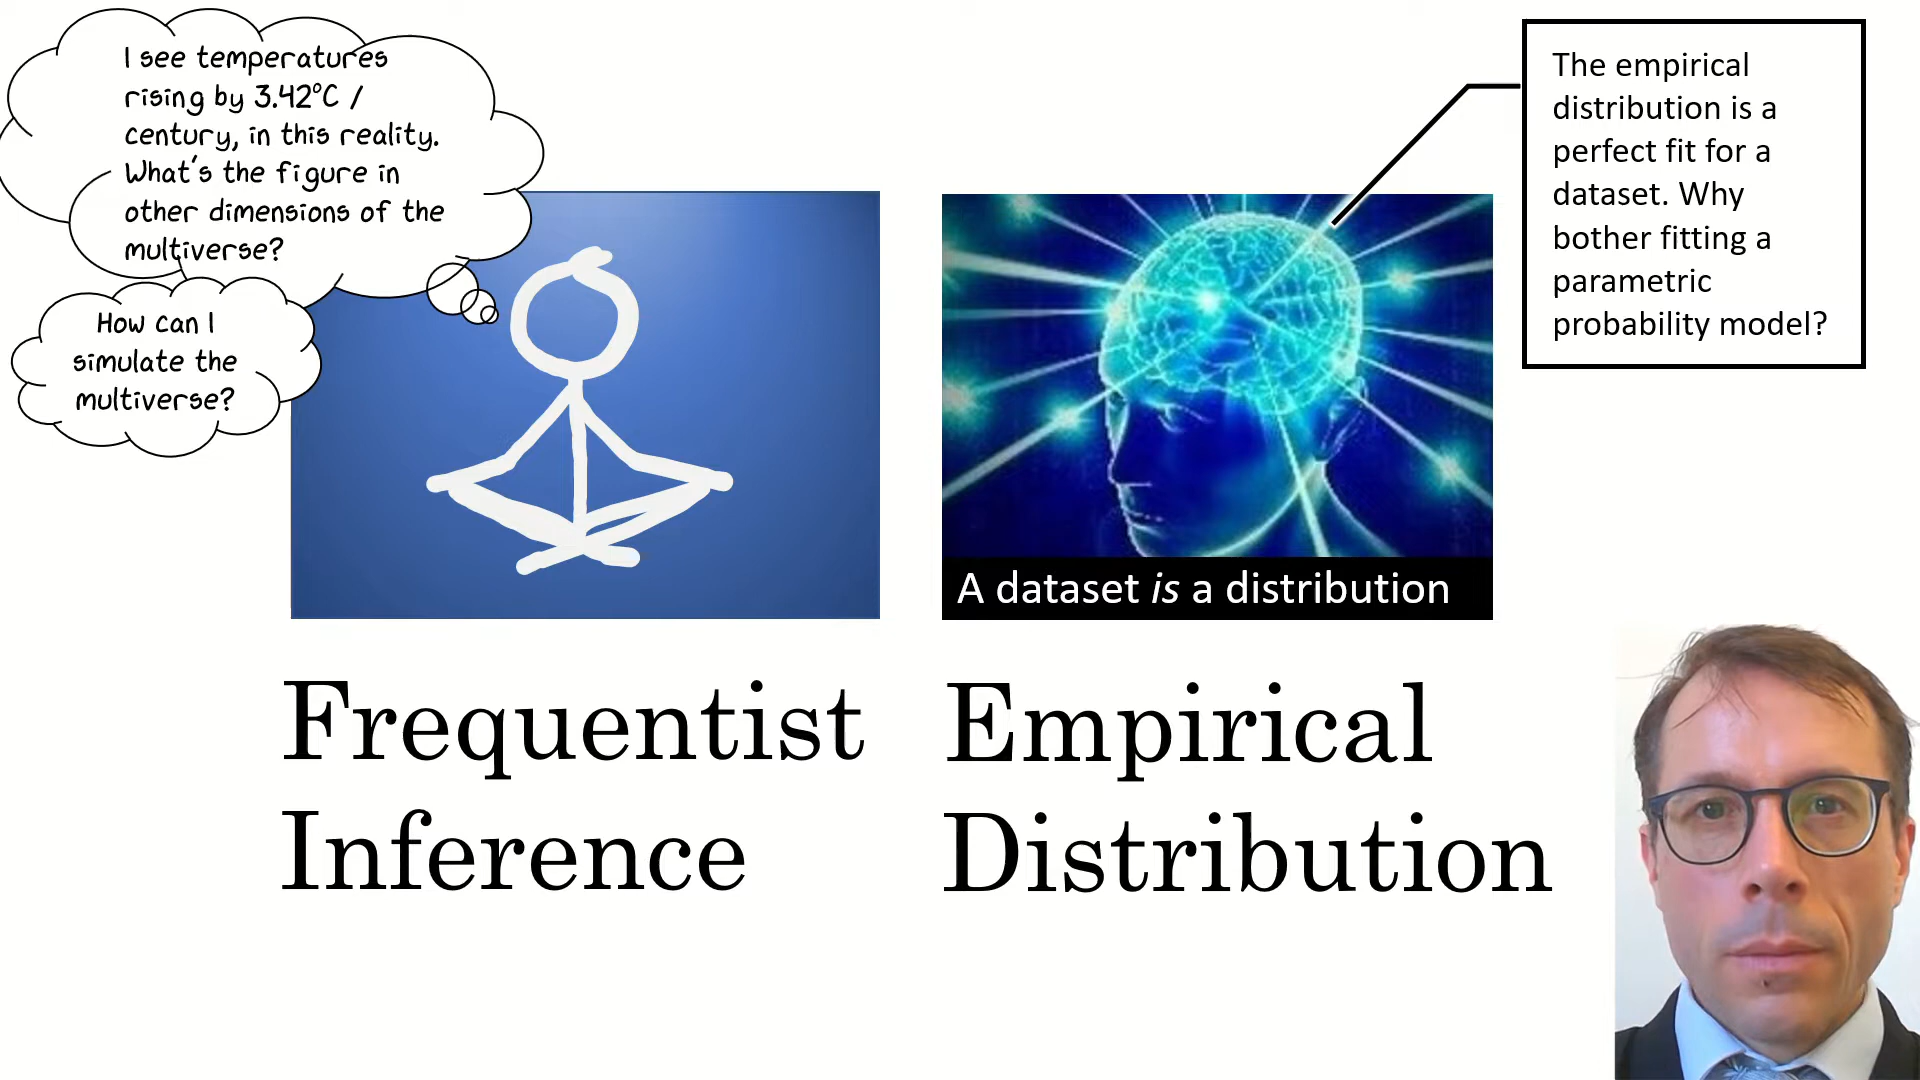 I see temperatures
rising by 3.42°C /
century, in this reality.
What's the figure in
other dimensions of the
multiverse?
How can I
simulate the
multiverse?
The empirical
distribution is a
perfect fit for a
dataset. Why
bother fitting a
parametric
probability model?
A dataset is a distribution
Frequentist
Inference
Empirical
Distribution